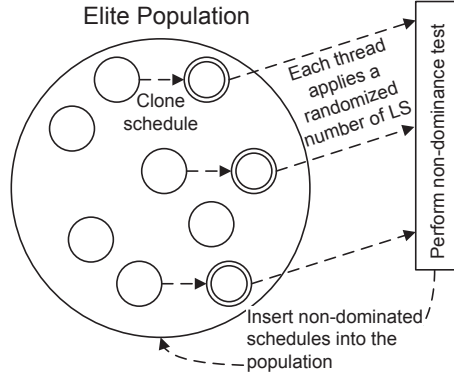 Elite Population
Clone
schedule
Each thread
applies a
randomized
number of LS
Perform non-dominance test
Insert non-dominated
schedules into the
population